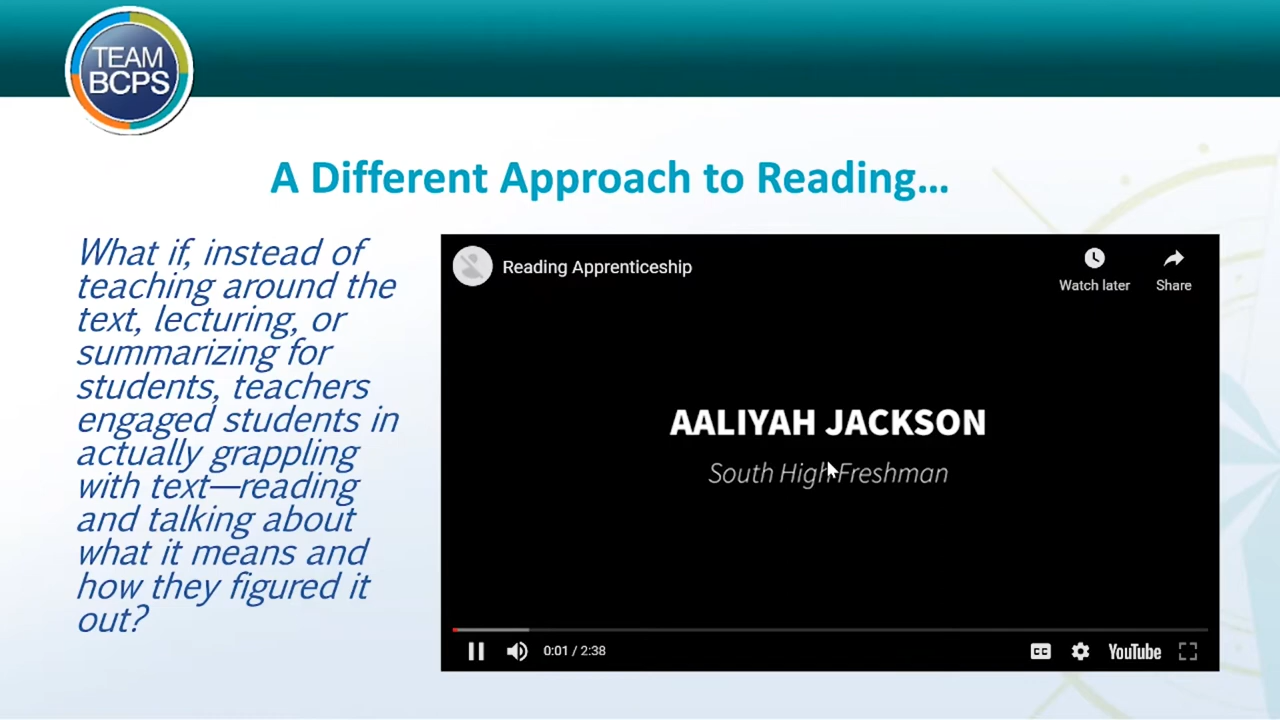 TEAM
BCPS
A Different Approach to Reading...
What if, instead of
teaching around the
text, lecturing, or
summarizing for
students, teachers
engaged students in
actually grappling
with text—reading
and talking about
what it means and
how they figured it
out?
Reading Apprenticeship
Watch later
Share
AALIYAH JACKSON
South High Freshman
0:01 / 2:38
CC
YouTube